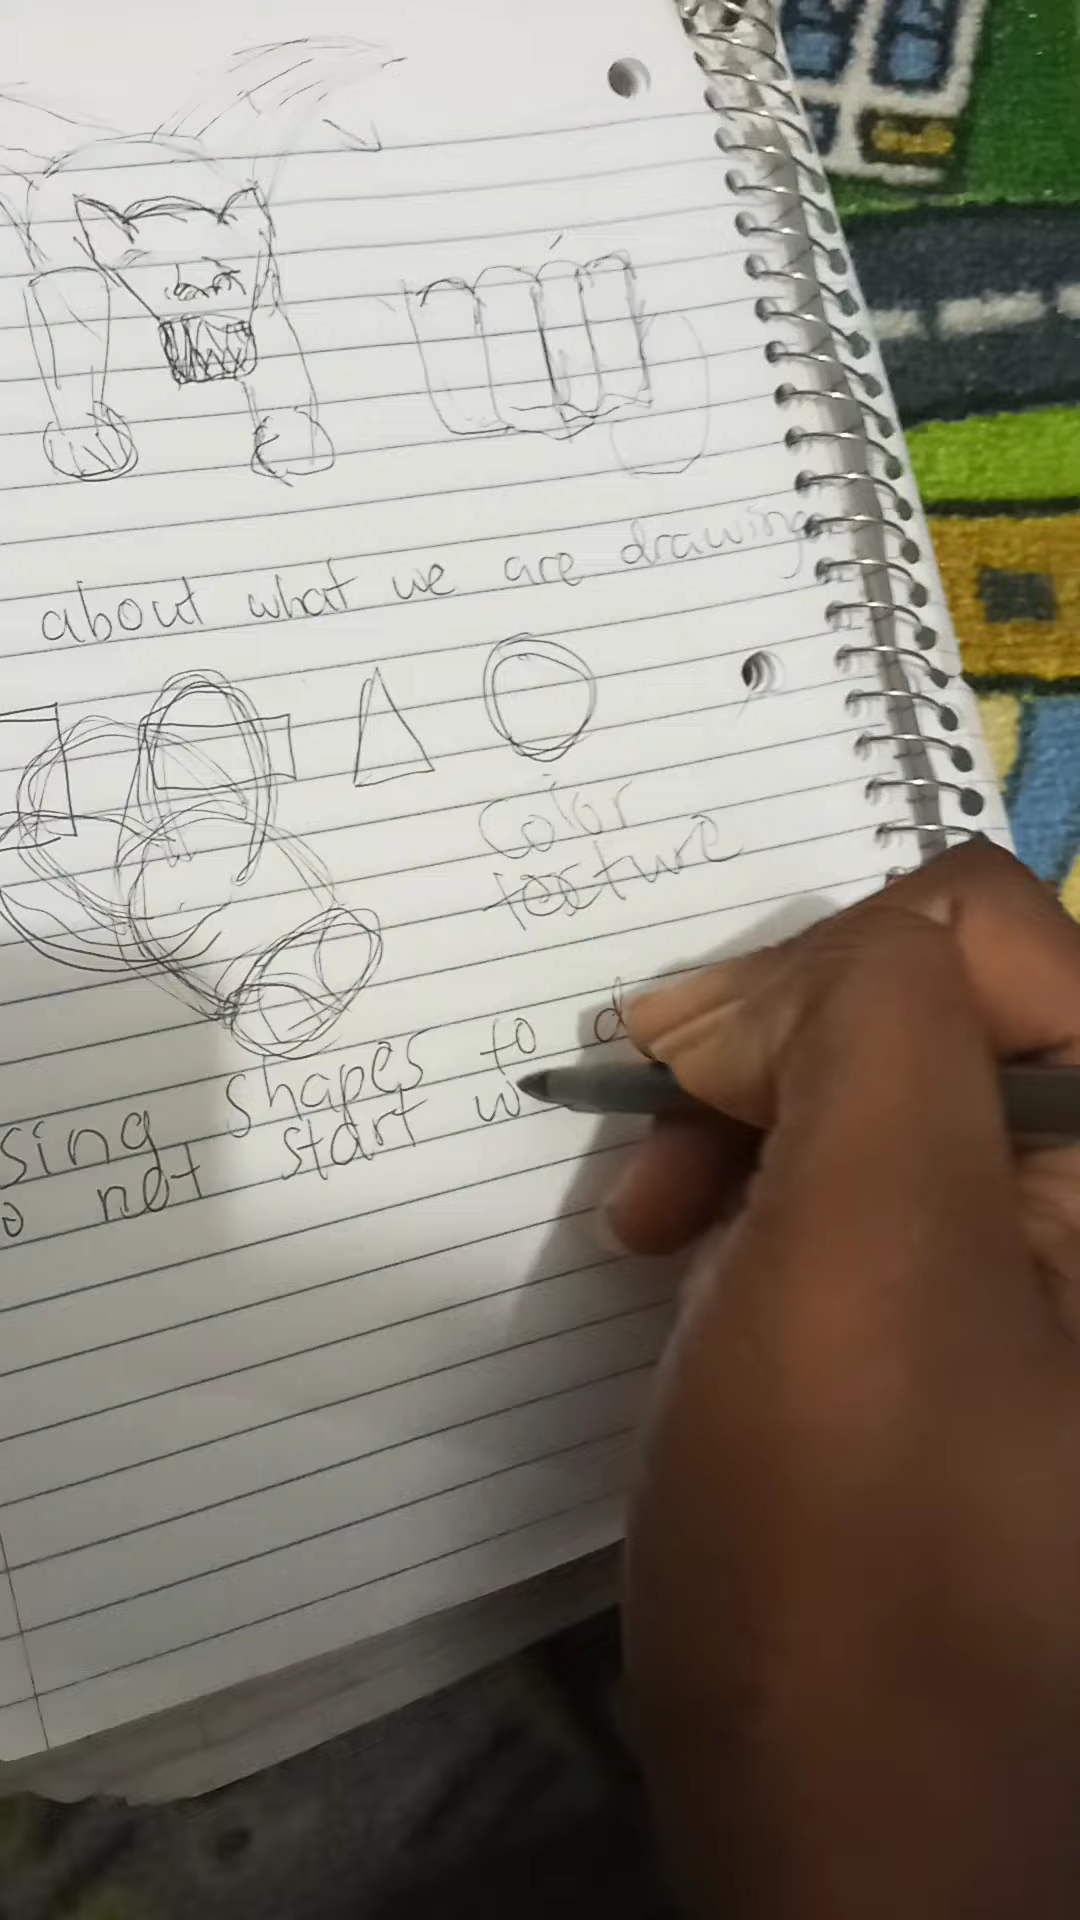 about what we are drawing
Color
texture
sing shapes to d
o not start w